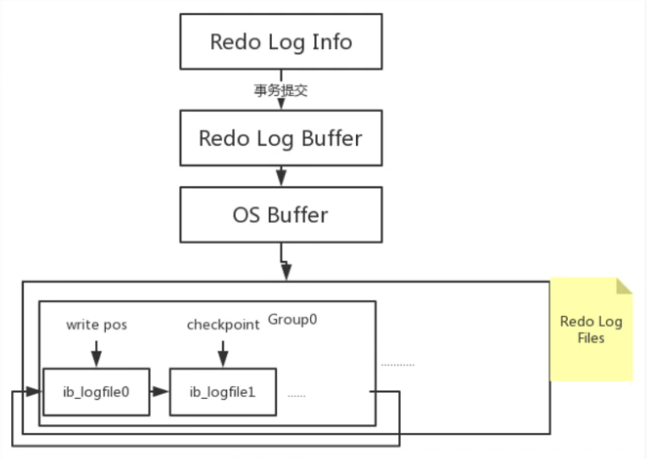 Redo Log Info
事务提交
Redo Log Buffer
OS Buffer
write pos
checkpoint
Group0
ib_logfile0
ib_logfile1
......
...........
Redo Log
Files